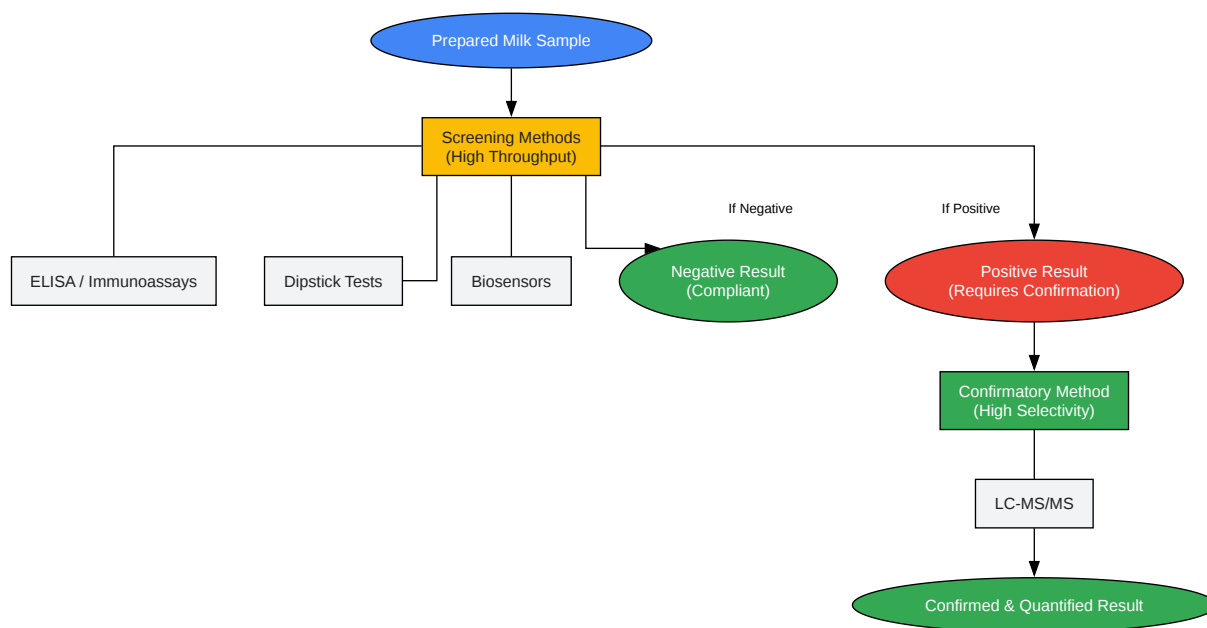 Prepared Milk Sample
Screening Methods
(High Throughput)
If Negative
If Positive
ELISA / Immunoassays
Dipstick Tests
Biosensors
Negative Result
(Compliant)
Positive Result
(Requires Confirmation)
Confirmatory Method
(High Selectivity)
LC-MS/MS
Confirmed & Quantified Result